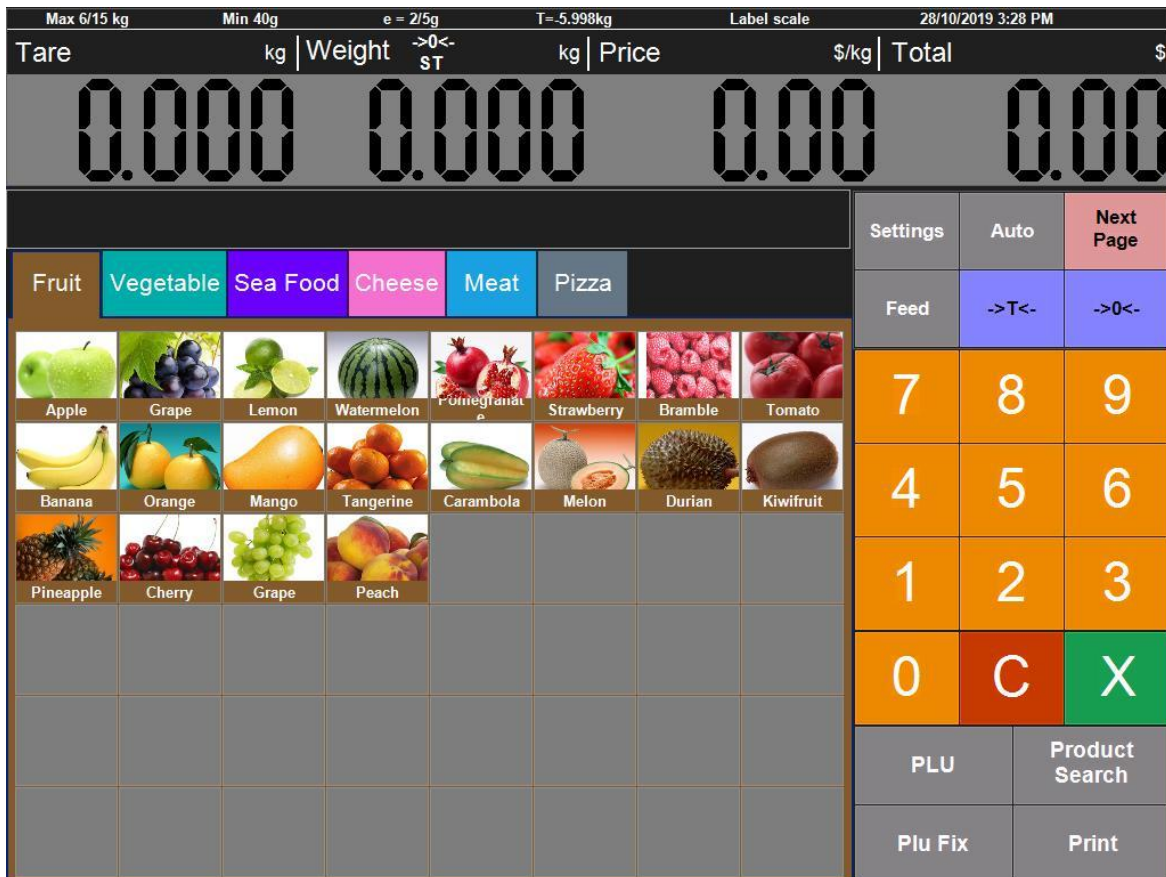 Max 6/15 kg Min 40g e = 2/5g T=-5.998kg Label scale 28/10/2019 3:28 PM
Tare kg Weight ->0<- ST kg Price $/kg Total $
0.000 0.000 0.00 0.00
Settings Auto Next Page
Fruit Vegetable Sea Food Cheese Meat Pizza
Feed ->T<- ->0<-
Apple Grape Lemon Watermelon Pomegranate Strawberry Bramble Tomato
7 8 9
Banana Orange Mango Tangerine Carambola Melon Durian Kiwifruit
4 5 6
Pineapple Cherry Grape Peach
1 2 3
0 C X
PLU Product Search
Plu Fix Print